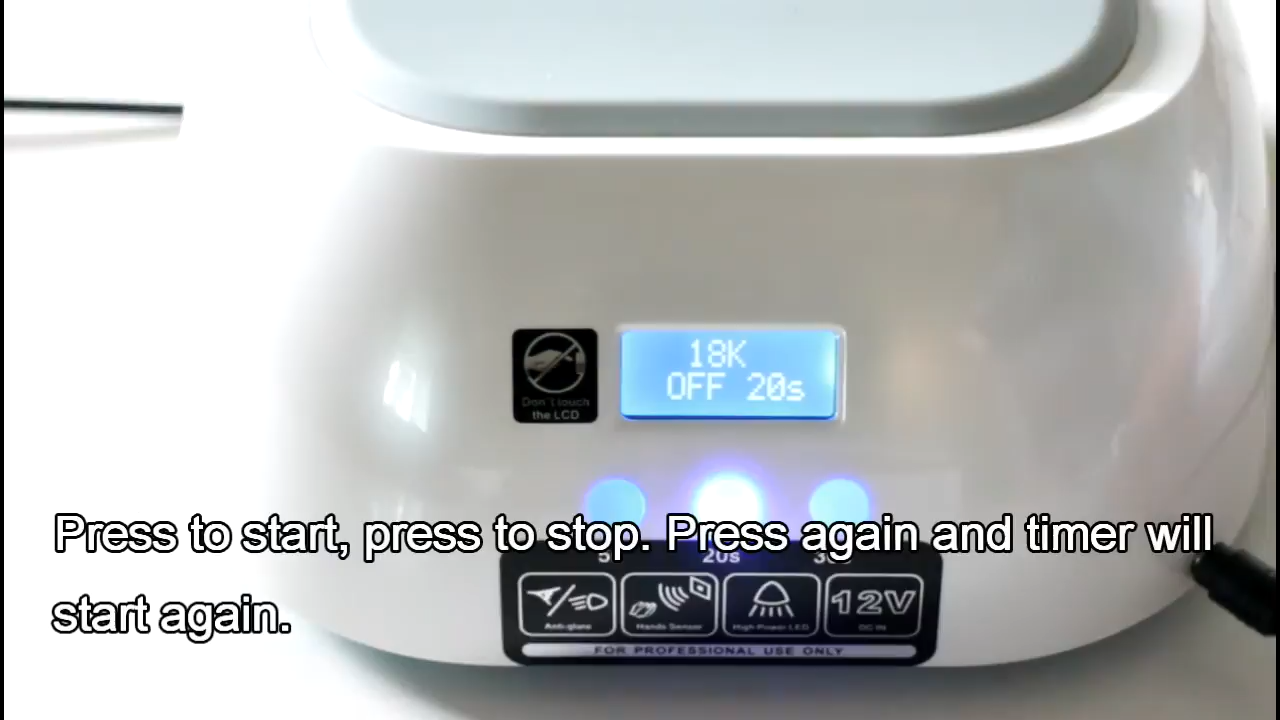 18K
OFF 20s
Don't touch
the LCD
Press to start, press to stop. Press again and timer will
start again.
20s
Anti-glare
Hands Sensor
High Power LED
12V
DC IN
FOR PROFESSIONAL USE ONLY